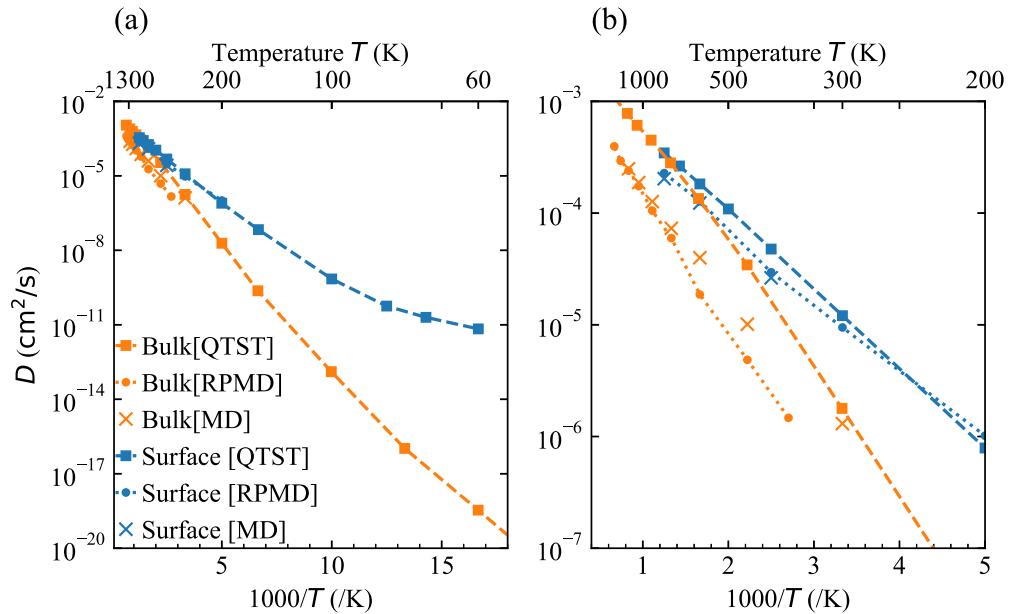 (a)
Temperature T (K)
1300 200 100 60
10⁻²
10⁻⁵
10⁻⁸
10⁻¹¹
10⁻¹⁴
10⁻¹⁷
10⁻²⁰
D (cm²/s)
Bulk[QTST]
Bulk[RPMD]
Bulk[MD]
Surface [QTST]
Surface [RPMD]
Surface [MD]
5 10 15
1000/T (/K)
(b)
Temperature T (K)
1000 500 300 200
10⁻³
10⁻⁴
10⁻⁵
10⁻⁶
10⁻⁷
1 2 3 4 5
1000/T (/K)